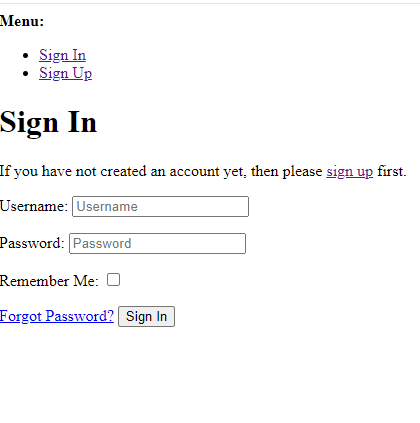 Menu:
Sign In
Sign Up
Sign In
If you have not created an account yet, then please sign up first.
Username: Username
Password: Password
Remember Me:
Forgot Password? Sign In